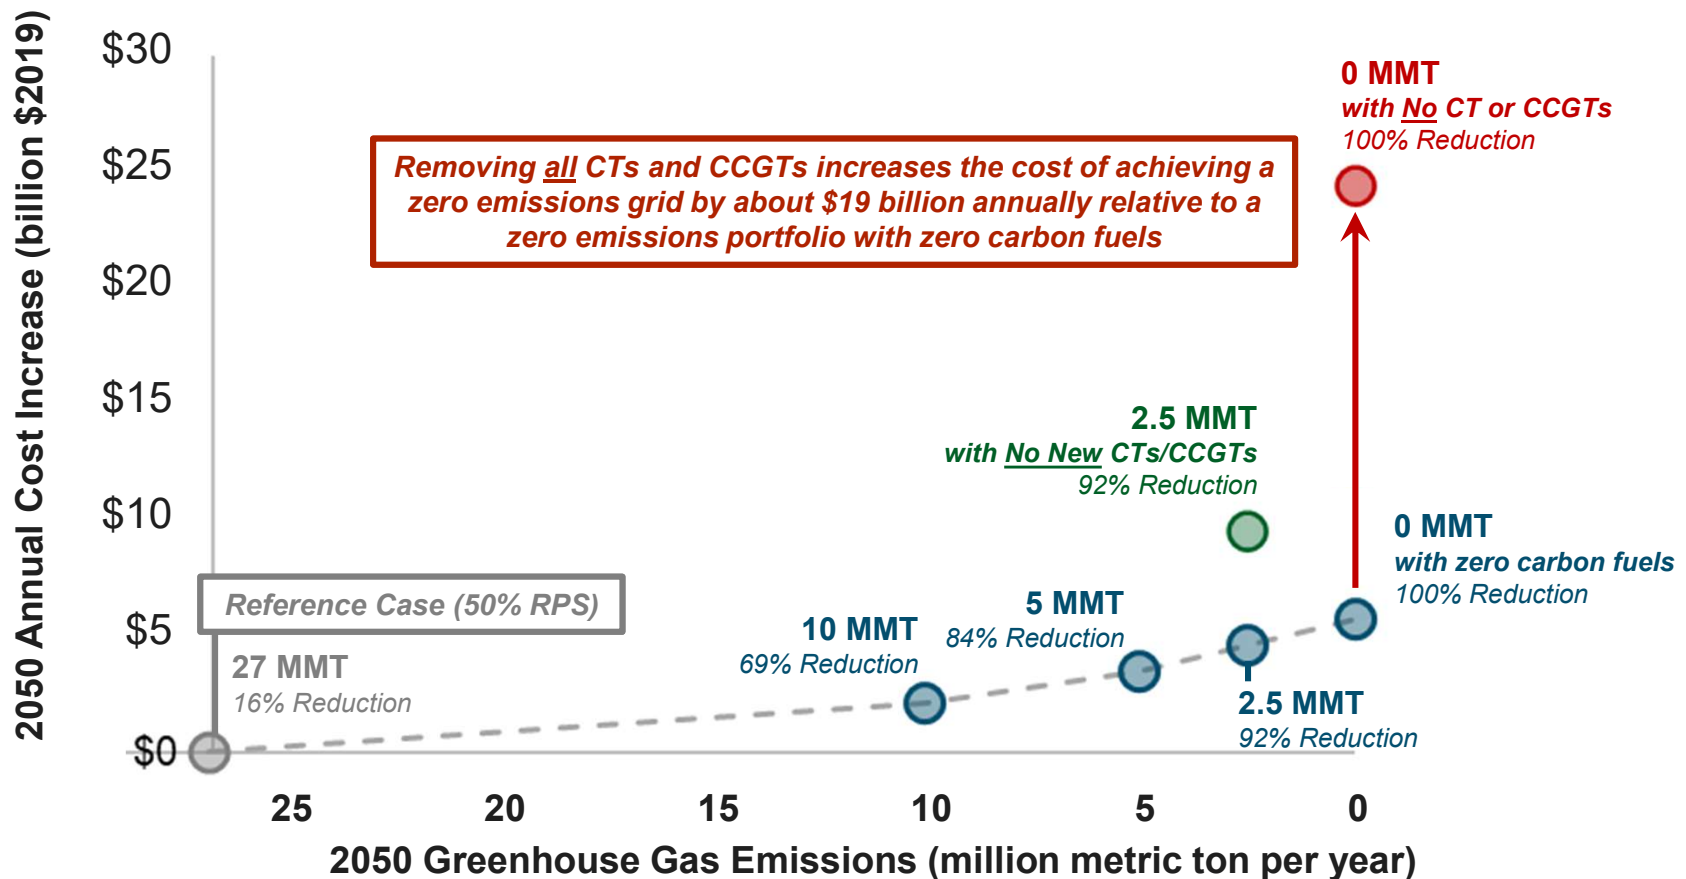 2050 Annual Cost Increase (billion $2019)
$30
$25
$20
$15
$10
$5
$0
0 MMT
with No CT or CCGTs
100% Reduction
Removing all CTs and CCGTs increases the cost of achieving a
zero emissions grid by about $19 billion annually relative to a
zero emissions portfolio with zero carbon fuels
2.5 MMT
with No New CTs/CCGTs
92% Reduction
0 MMT
with zero carbon fuels
100% Reduction
Reference Case (50% RPS)
27 MMT
16% Reduction
10 MMT
69% Reduction
5 MMT
84% Reduction
2.5 MMT
92% Reduction
25 20 15 10 5 0
2050 Greenhouse Gas Emissions (million metric ton per year)